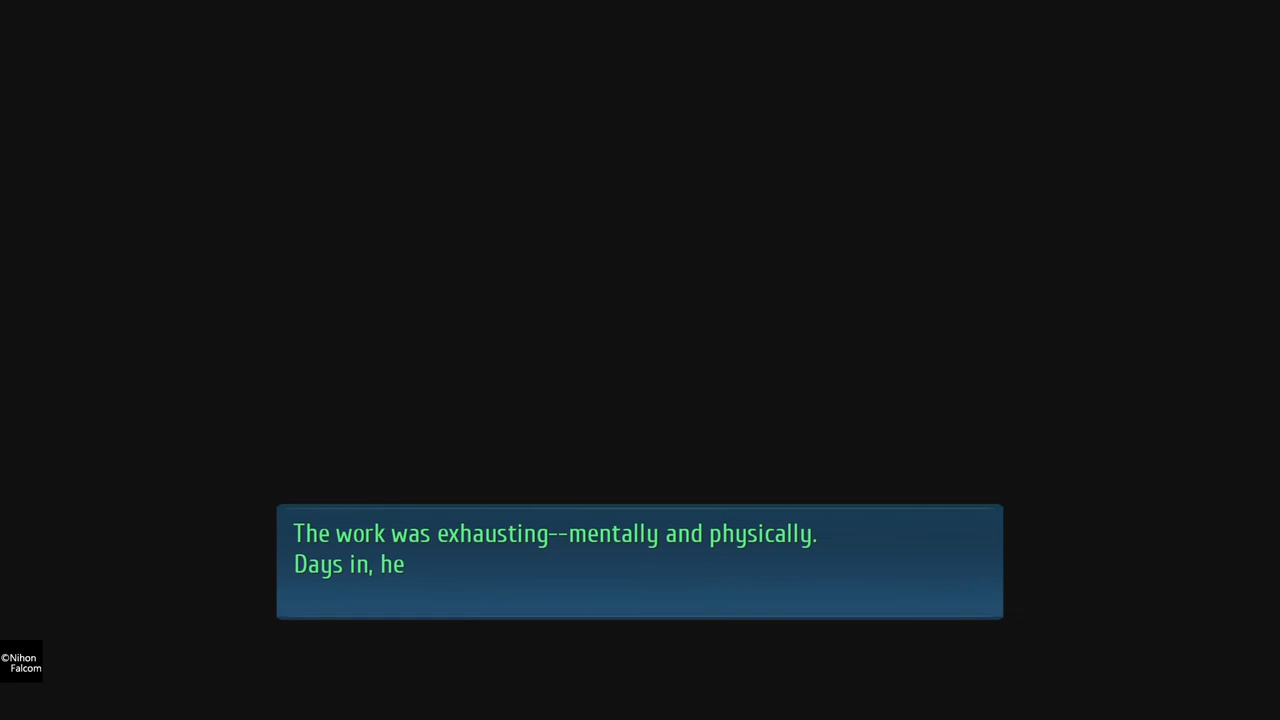 The work was exhausting--mentally and physically.
Days in, he
©Nihon
Falcom